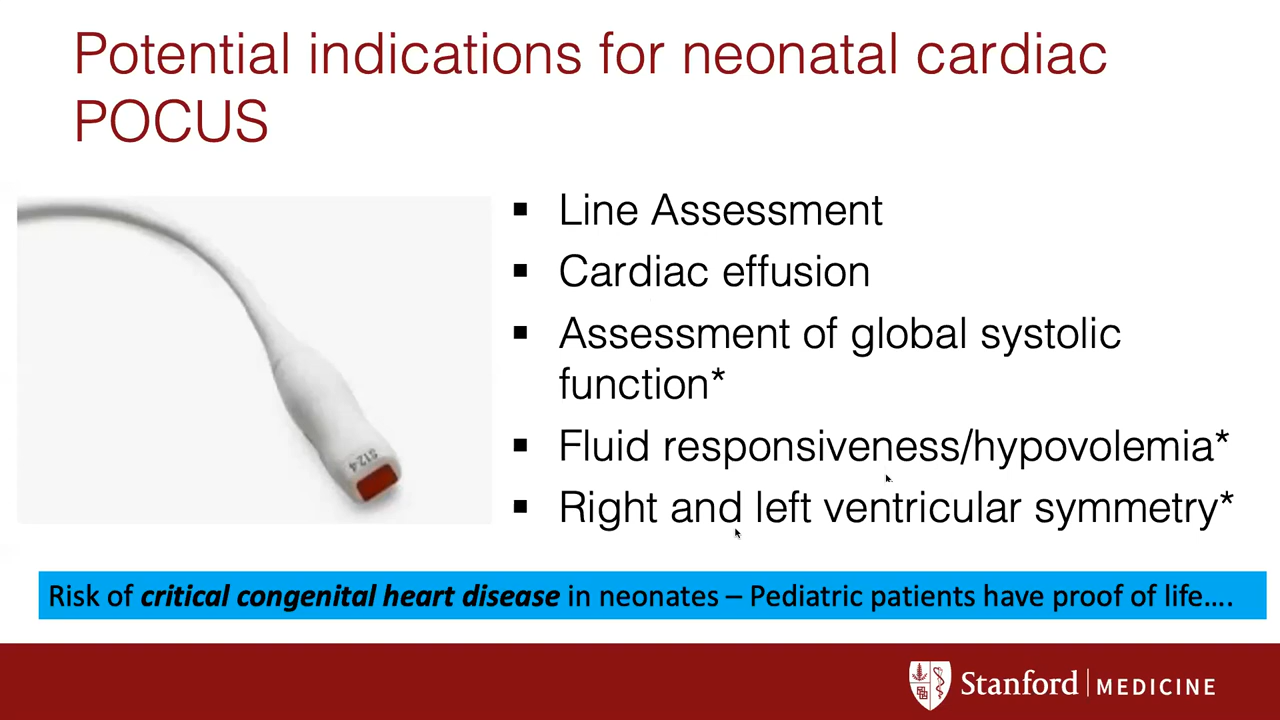 Potential indications for neonatal cardiac
POCUS
▪ Line Assessment
▪ Cardiac effusion
▪ Assessment of global systolic
function*
▪ Fluid responsiveness/hypovolemia*
▪ Right and left ventricular symmetry*
S12-4
Risk of critical congenital heart disease in neonates – Pediatric patients have proof of life....
Stanford MEDICINE